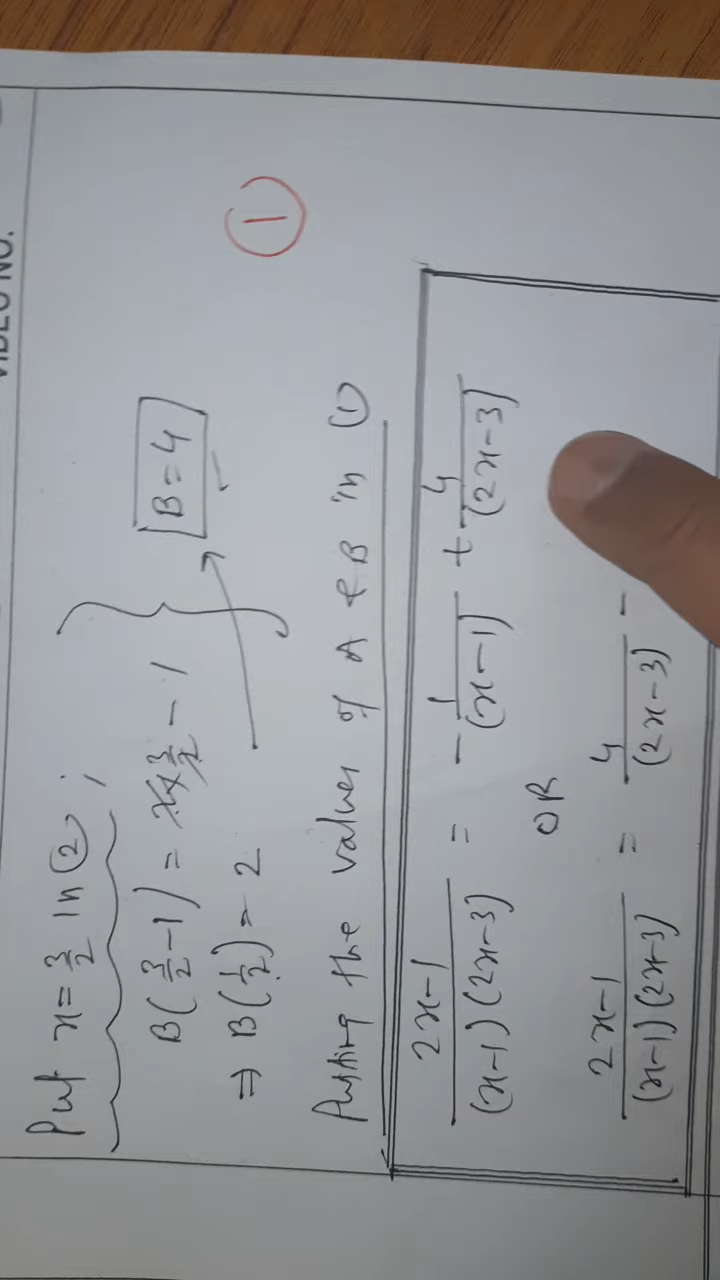 VIDEO NO.
Put x = 3/2 in ②;
B(3/2 - 1) = 2 × 3/2 - 1
⇒ B(1/2) = 2
B = 4
①
Putting the values of A & B in (1)
2x-1/(x-1)(2x-3) = - 1/(x-1) + 4/(2x-3)
OR
2x-1/(x-1)(2x-3) = 4/(2x-3) -